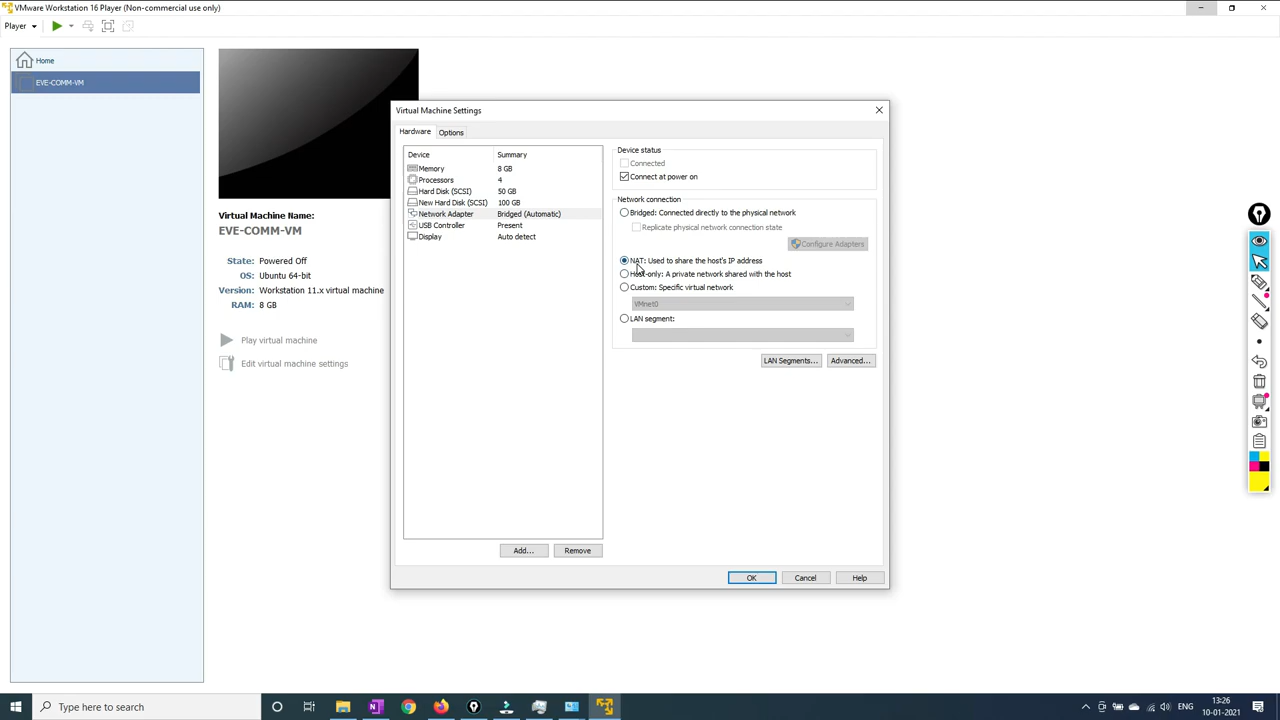 VMware Workstation 16 Player (Non-commercial use only)
Player
Home
EVE-COMM-VM
Virtual Machine Name:
EVE-COMM-VM
State: Powered Off
OS: Ubuntu 64-bit
Version: Workstation 11.x virtual machine
RAM: 8 GB
Play virtual machine
Edit virtual machine settings
Virtual Machine Settings
Hardware Options
Device Summary
Memory 8 GB
Processors 4
Hard Disk (SCSI) 50 GB
New Hard Disk (SCSI) 100 GB
Network Adapter Bridged (Automatic)
USB Controller Present
Display Auto detect
Add... Remove
Device status
Connected
Connect at power on
Network connection
Bridged: Connected directly to the physical network
Replicate physical network connection state
Configure Adapters
NAT: Used to share the host's IP address
Host-only: A private network shared with the host
Custom: Specific virtual network
VMnet0
LAN segment:
LAN Segments... Advanced...
OK Cancel Help
Type here to search
ENG
13:26
10-01-2021